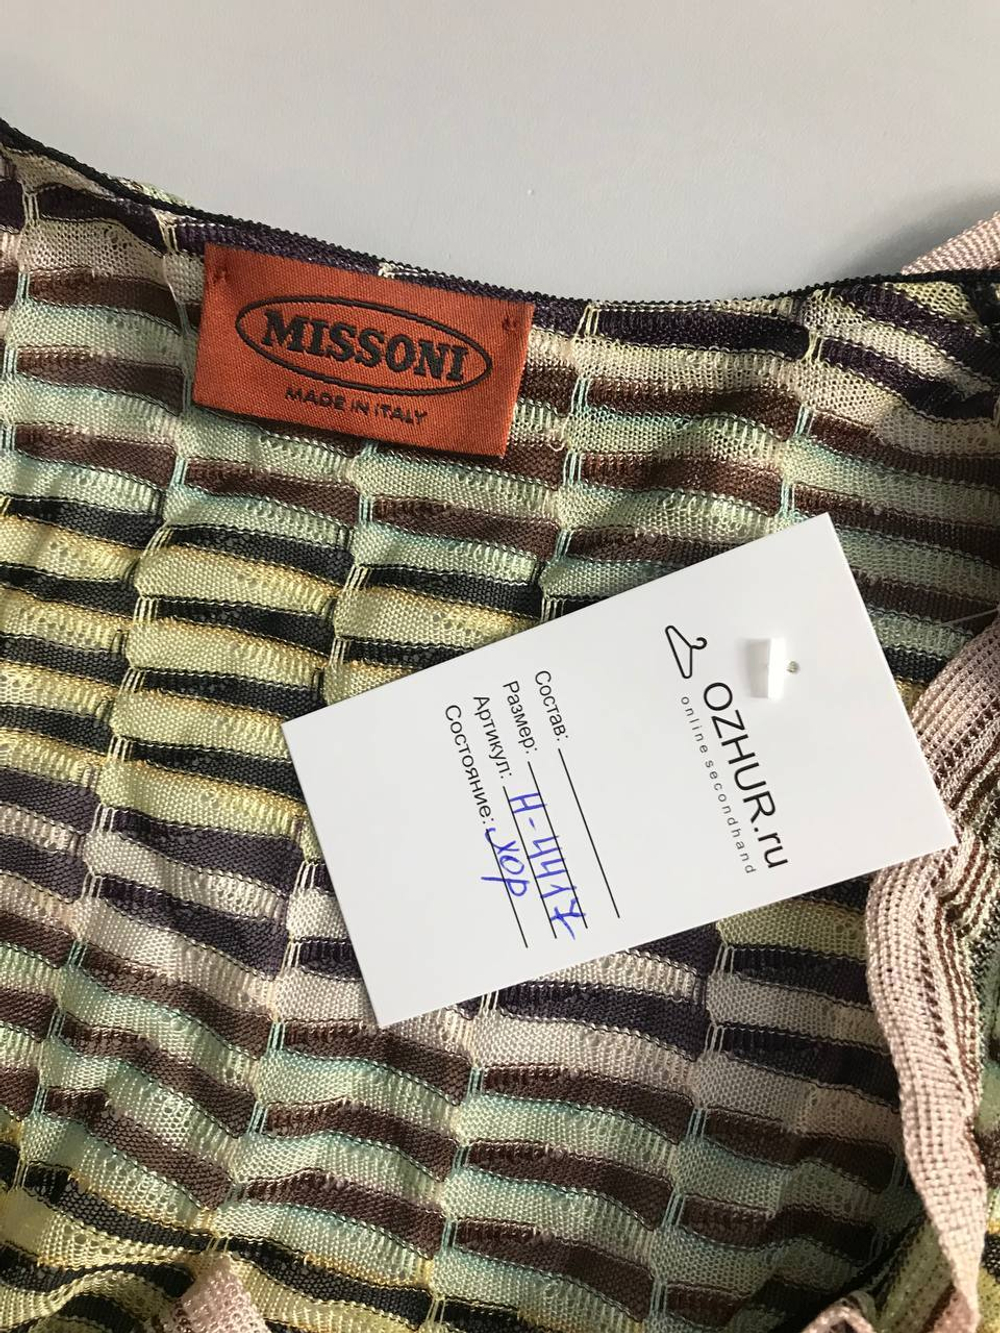 MISSONI
MADE IN ITALY
OZHUR.ru
online secondhand
Состав:
Размер:
Артикул: Н-4417
Состояние: хор